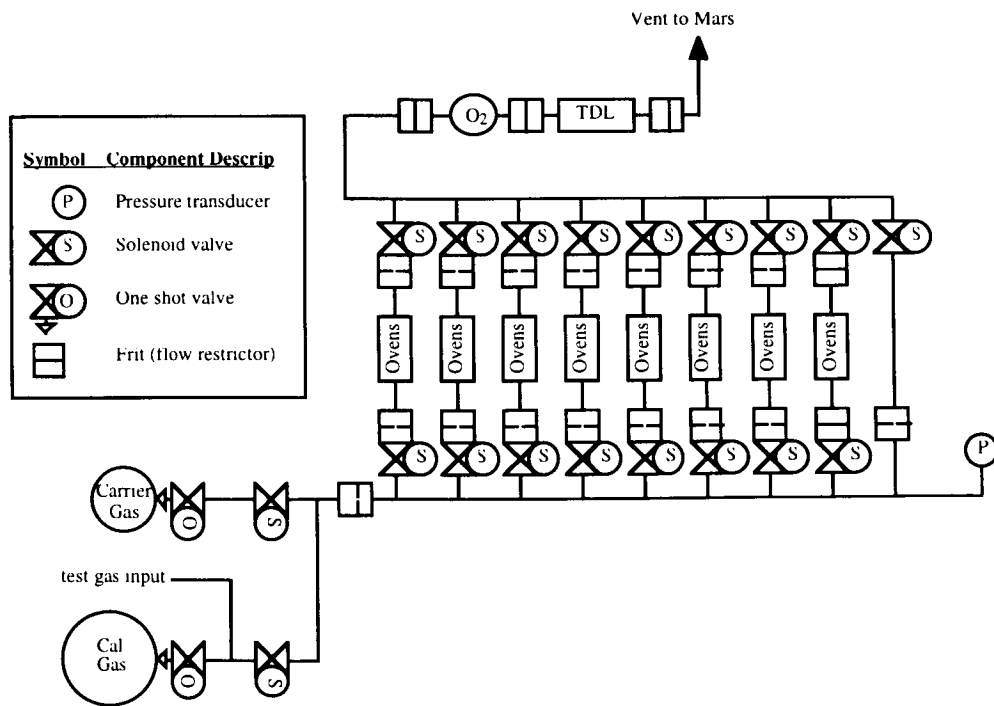 Vent to Mars
O2
TDL
Symbol Component Descrip
P Pressure transducer
S Solenoid valve
O One shot valve
Frit (flow restrictor)
S S S S S S S S S
Ovens Ovens Ovens Ovens Ovens Ovens Ovens Ovens
S S S S S S S S
P
Carrier
Gas
O S
test gas input
Cal
Gas
O S